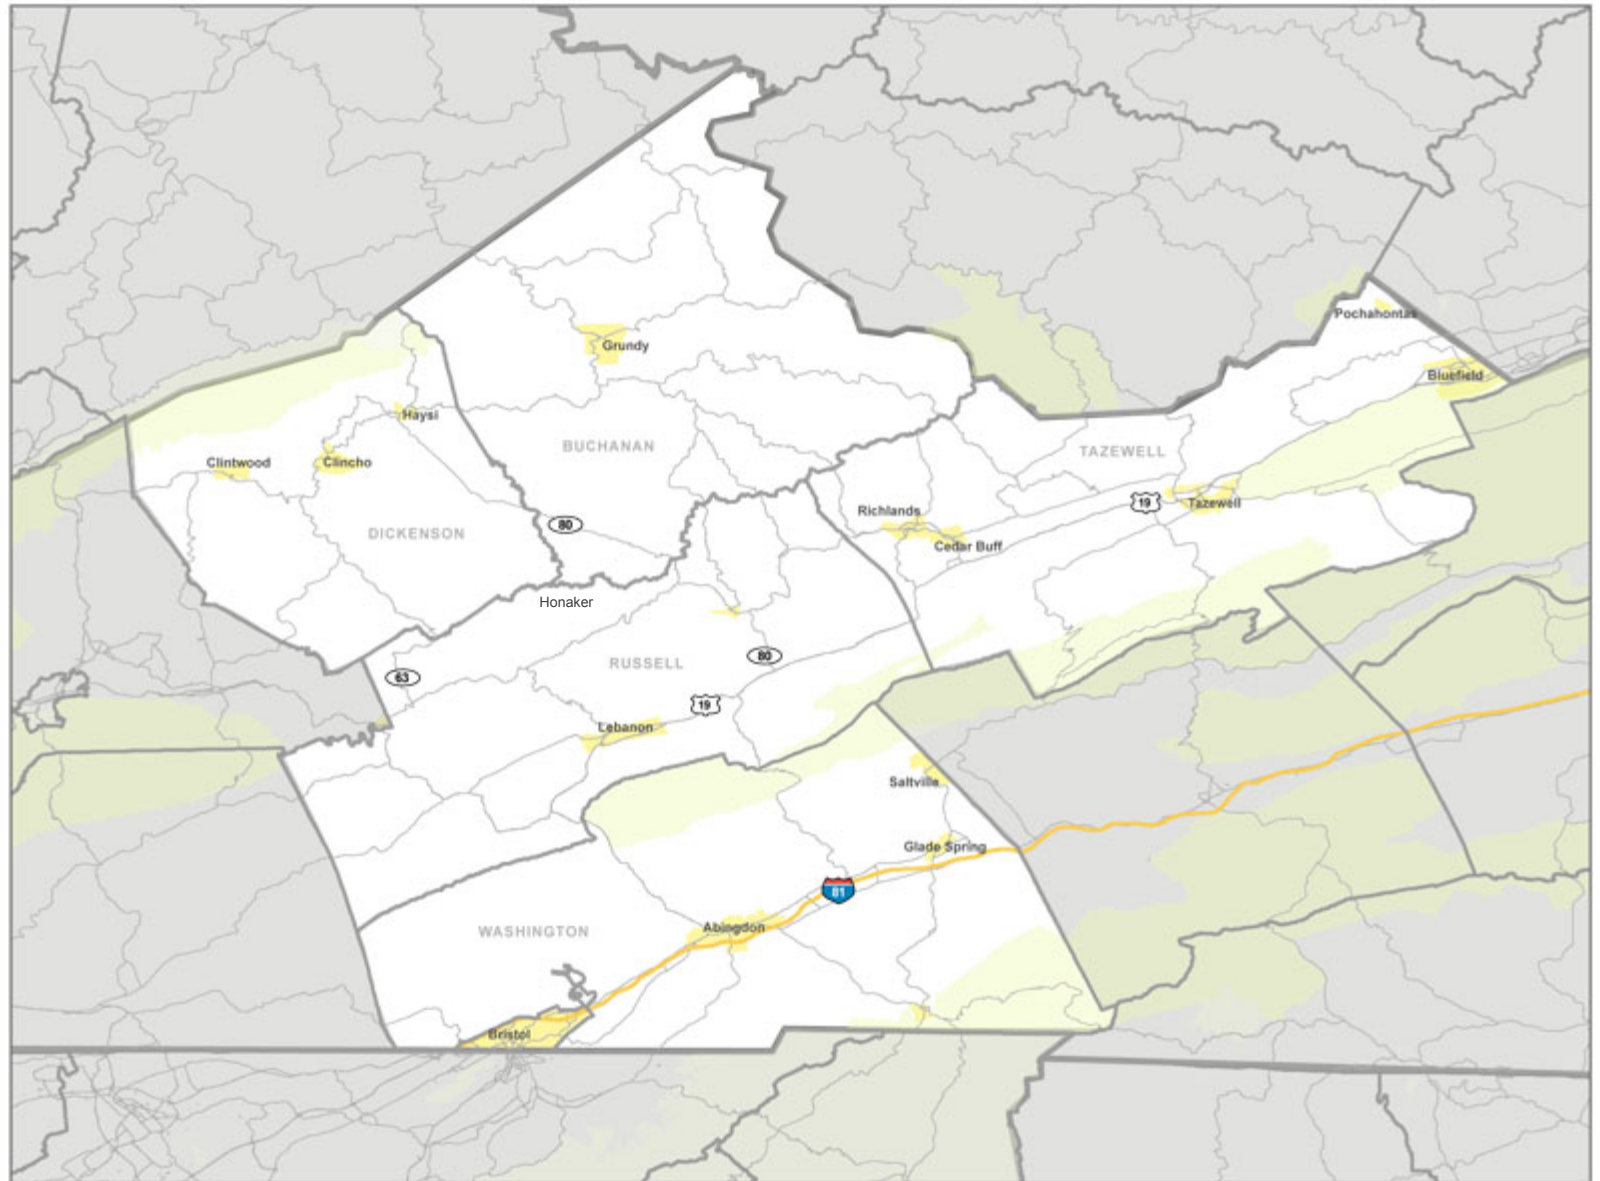 Pochahontas
Grundy
Bluefield
Haysi
BUCHANAN
TAZEWELL
Clintwood
Clincho
19
Tazewell
Richlands
80
DICKENSON
Cedar Buff
Honaker
RUSSELL
80
63
19
Lebanon
Saltville
Glade Spring
81
Abingdon
WASHINGTON
Bristol